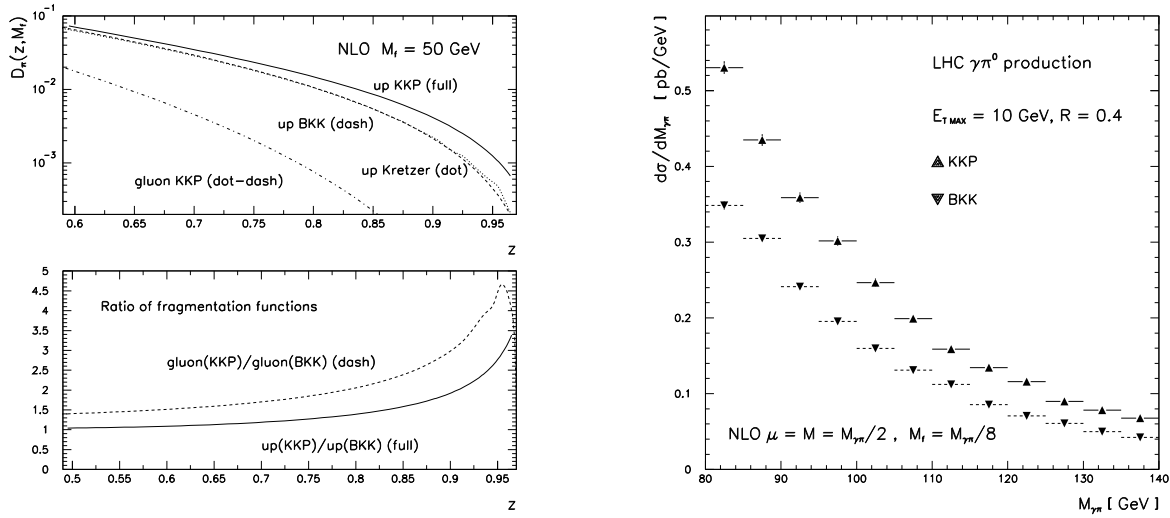 D_π(z,M_f)
10^-1
10^-2
10^-3
NLO M_f = 50 GeV
up KKP (full)
up BKK (dash)
up Kretzer (dot)
gluon KKP (dot-dash)
0.6 0.65 0.7 0.75 0.8 0.85 0.9 0.95
z
5
4.5
4
3.5
3
2.5
2
1.5
1
0.5
0
Ratio of fragmentation functions
gluon(KKP)/gluon(BKK) (dash)
up(KKP)/up(BKK) (full)
0.5 0.55 0.6 0.65 0.7 0.75 0.8 0.85 0.9 0.95
z
dσ/dM_γπ [ pb/GeV ]
0.5
0.4
0.3
0.2
0.1
0
LHC γπ⁰ production
E_T MAX = 10 GeV, R = 0.4
KKP
BKK
NLO μ = M = M_γπ/2 , M_f = M_γπ/8
80 90 100 110 120 130 140
M_γπ [ GeV ]